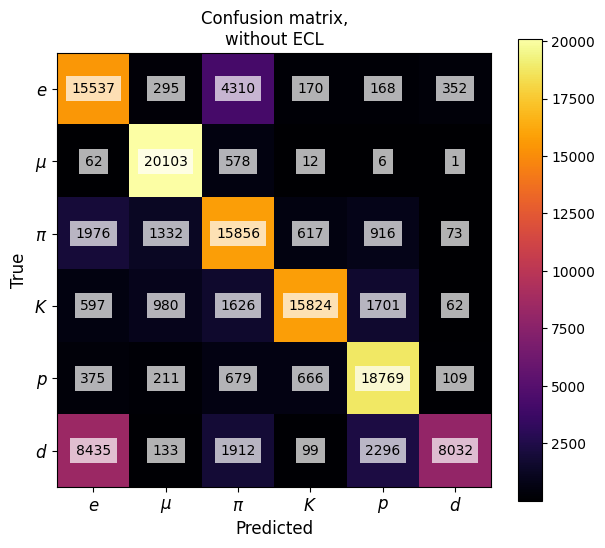 Confusion matrix,
without ECL
True
e 15537 295 4310 170 168 352
μ 62 20103 578 12 6 1
π 1976 1332 15856 617 916 73
K 597 980 1626 15824 1701 62
p 375 211 679 666 18769 109
d 8435 133 1912 99 2296 8032
e μ π K p d
Predicted
20000
17500
15000
12500
10000
7500
5000
2500